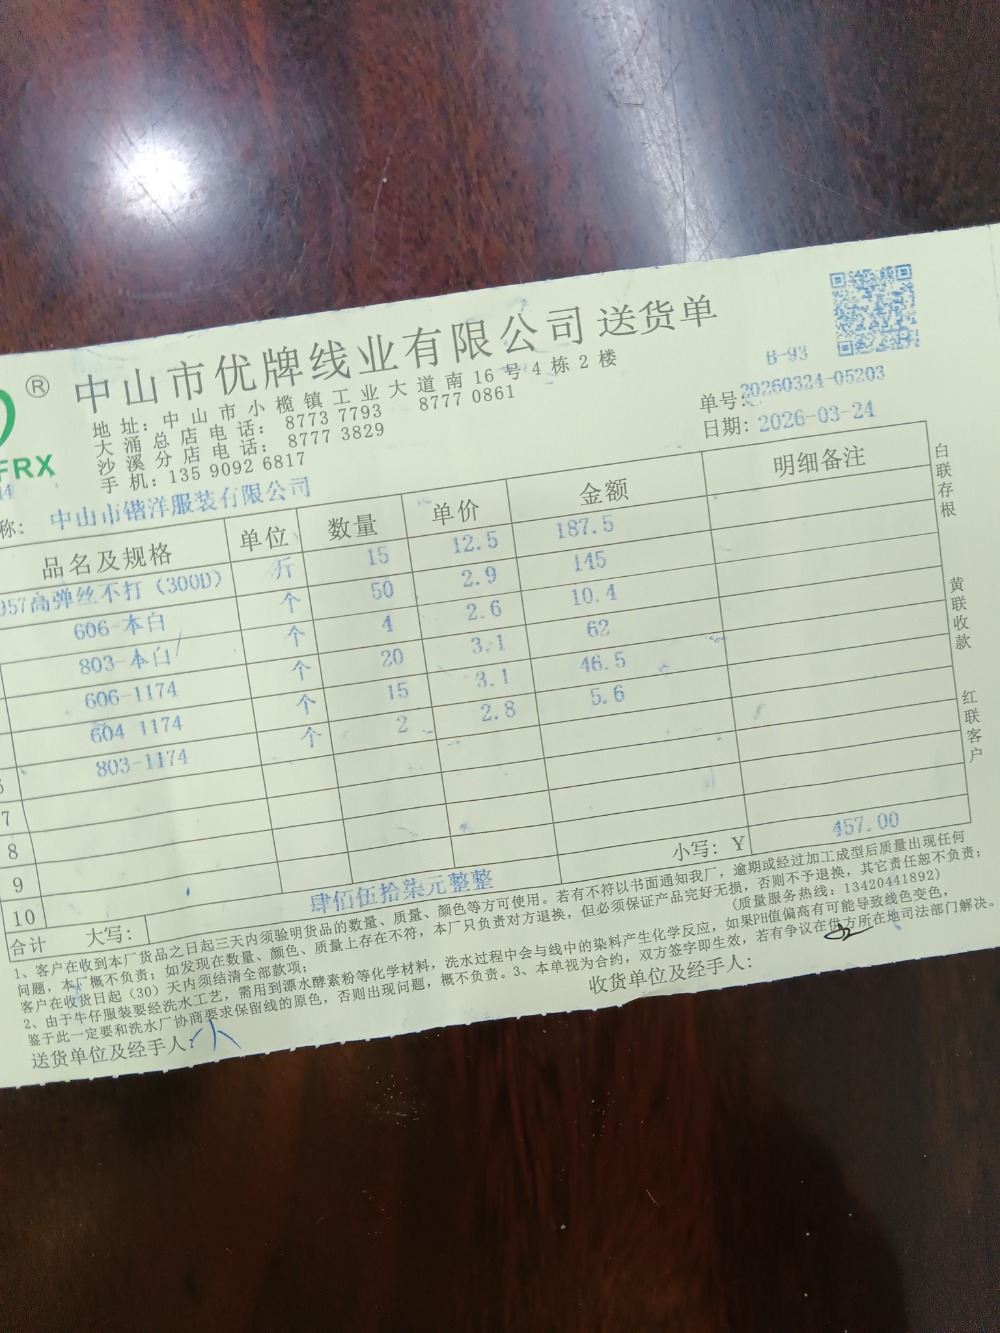 ®
FRX
中山市优牌线业有限公司 送货单
地址：中山市小榄镇工业大道南16号4栋2楼
大涌总店电话：8773 7793 8777 0861
沙溪分店电话：8777 3829
手机：135 9092 6817
B-93
单号:20260324-05203
日期: 2026-03-24
称: 中山市锴洋服装有限公司
品名及规格 单位 数量 单价 金额 明细备注
957高弹丝不打（300D） 斤 15 12.5 187.5
606-本白 个 50 2.9 145
803-本白 个 4 2.6 10.4
606-1174 个 20 3.1 62
604 1174 个 15 3.1 46.5
803-1174 个 2 2.8 5.6
7
8
9
10
小写：Y 457.00
合计 大写： 肆佰伍拾柒元整整
1、客户在收到本厂货品之日起三天内须验明货品的数量、质量、颜色等方可使用。若有不符以书面通知我厂，逾期或经过加工成型后质量出现任何
问题，本厂概不负责；如发现在数量、颜色、质量上存在不符，本厂只负责对方退换，但必须保证产品完好无损，否则不予退换，其它责任恕不负责；
客户在收货日起（30）天内须结清全部款项； (质量服务热线：13420441892)
2、由于牛仔服装要经洗水工艺，需用到漂水酵素粉等化学材料，洗水过程中会与线中的染料产生化学反应，如果PH值偏高有可能导致线色变色，
鉴于此一定要和洗水厂协商要求保留线的原色，否则出现问题，概不负责。3、本单视为合约，双方签字即生效，若有争议在供方所在地司法部门解决。
送货单位及经手人: 小
收货单位及经手人：
白联存根
黄联收款
红联客户